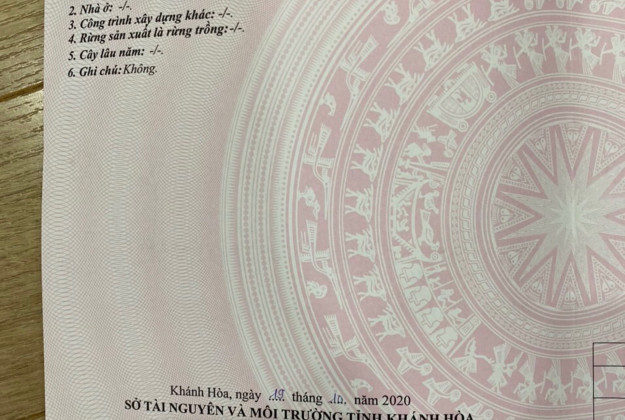 2. Nhà ở: -/-.
3. Công trình xây dựng khác: -/-.
4. Rừng sản xuất là rừng trồng: -/-.
5. Cây lâu năm: -/-.
6. Ghi chú: Không.
Khánh Hòa, ngày 19 tháng 10 năm 2020
SỞ TÀI NGUYÊN VÀ MÔI TRƯỜNG TỈNH KHÁNH HÒA